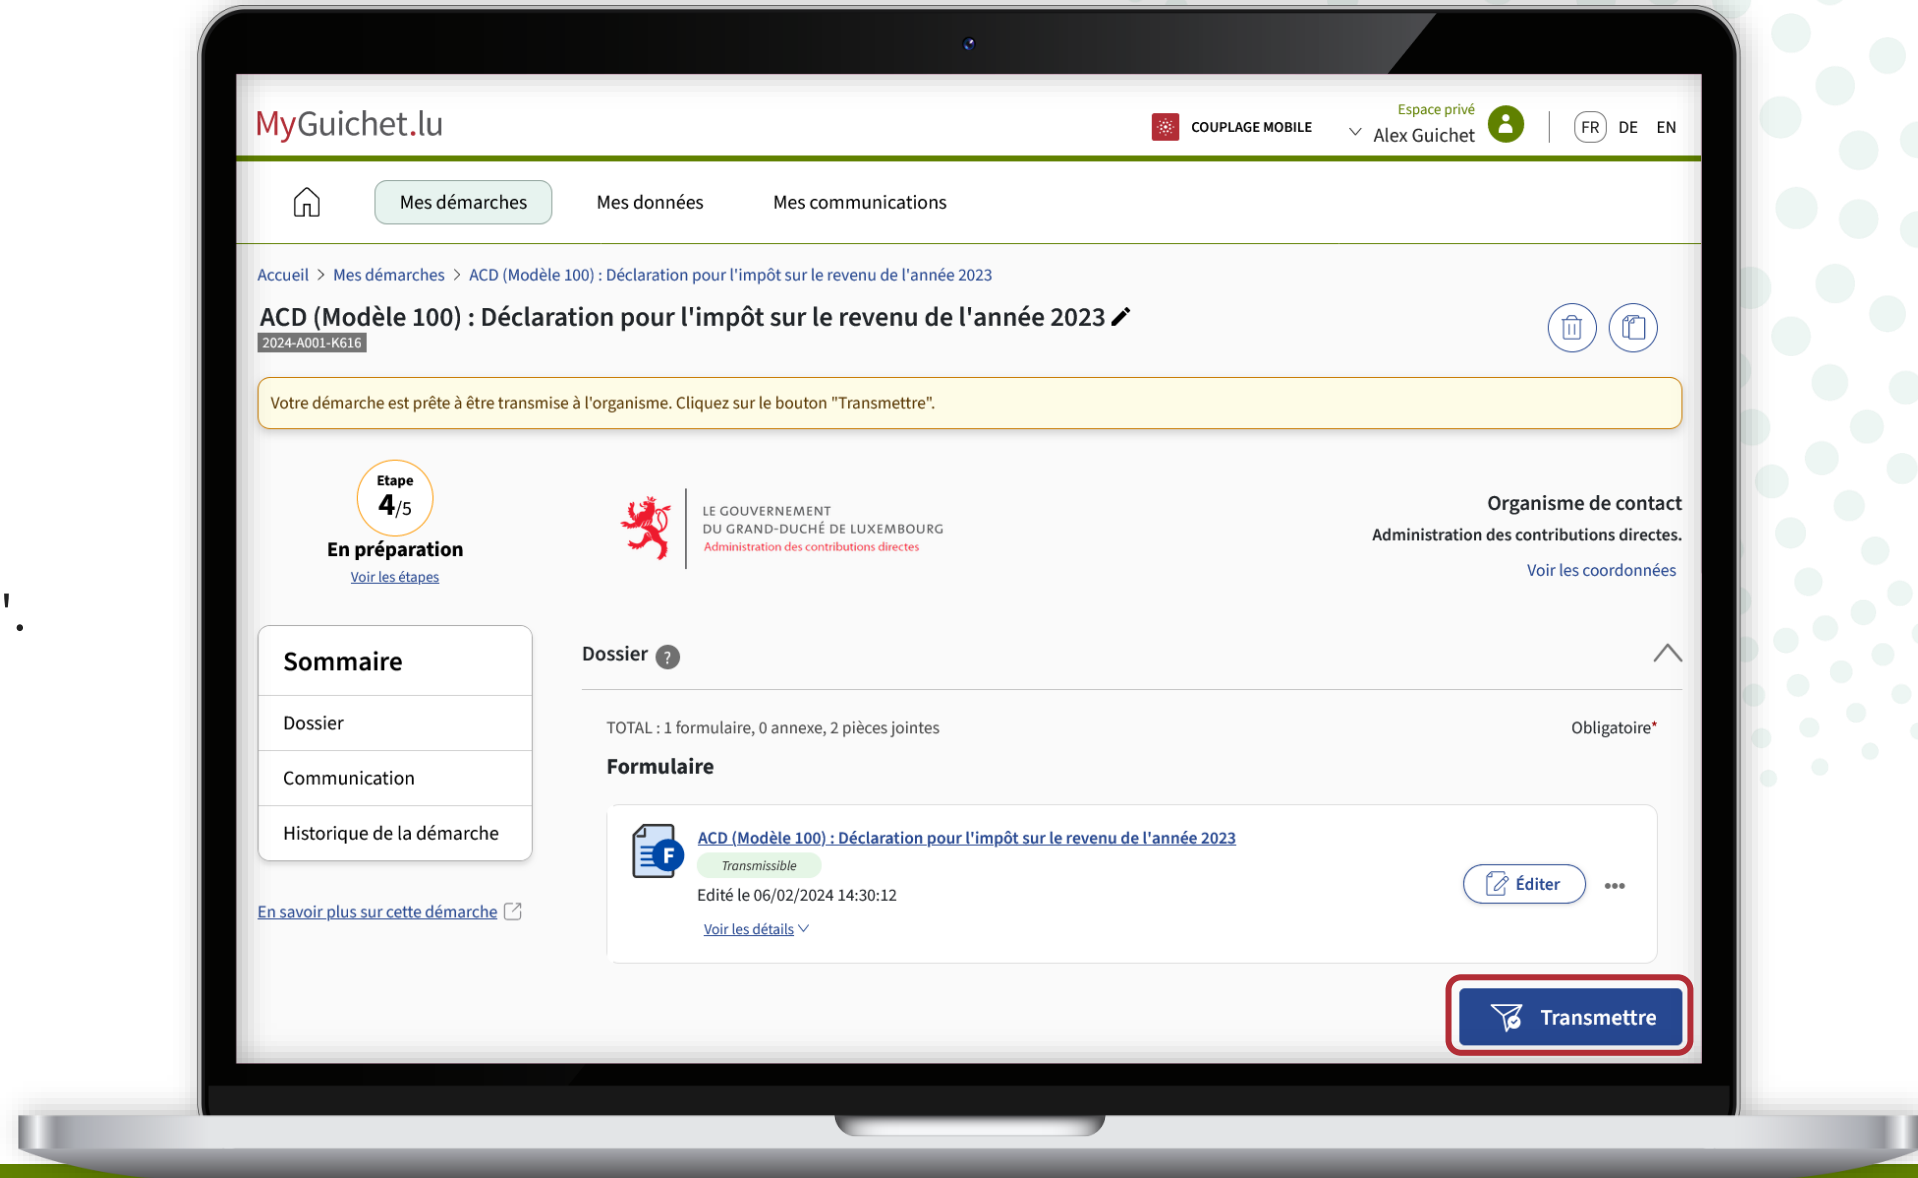 MyGuichet.lu
COUPLAGE MOBILE
Espace privé
Alex Guichet
FR DE EN
Mes démarches Mes données Mes communications
Accueil > Mes démarches > ACD (Modèle 100) : Déclaration pour l'impôt sur le revenu de l'année 2023
ACD (Modèle 100) : Déclaration pour l'impôt sur le revenu de l'année 2023
2024-A001-K616
Votre démarche est prête à être transmise à l'organisme. Cliquez sur le bouton "Transmettre".
Etape
4/5
En préparation
Voir les étapes
LE GOUVERNEMENT
DU GRAND-DUCHÉ DE LUXEMBOURG
Administration des contributions directes
Organisme de contact
Administration des contributions directes.
Voir les coordonnées
'.
Sommaire
Dossier
Communication
Historique de la démarche
En savoir plus sur cette démarche
Dossier ?
TOTAL : 1 formulaire, 0 annexe, 2 pièces jointes
Obligatoire*
Formulaire
F
ACD (Modèle 100) : Déclaration pour l'impôt sur le revenu de l'année 2023
Transmissible
Edité le 06/02/2024 14:30:12
Voir les détails
Éditer
Transmettre